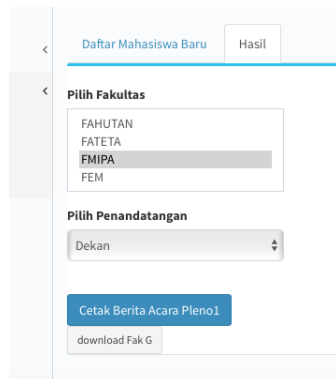 Daftar Mahasiswa Baru
Hasil
Pilih Fakultas
FAHUTAN
FATETA
FMIPA
FEM
Pilih Penandatangan
Dekan
Cetak Berita Acara Pleno1
download Fak G